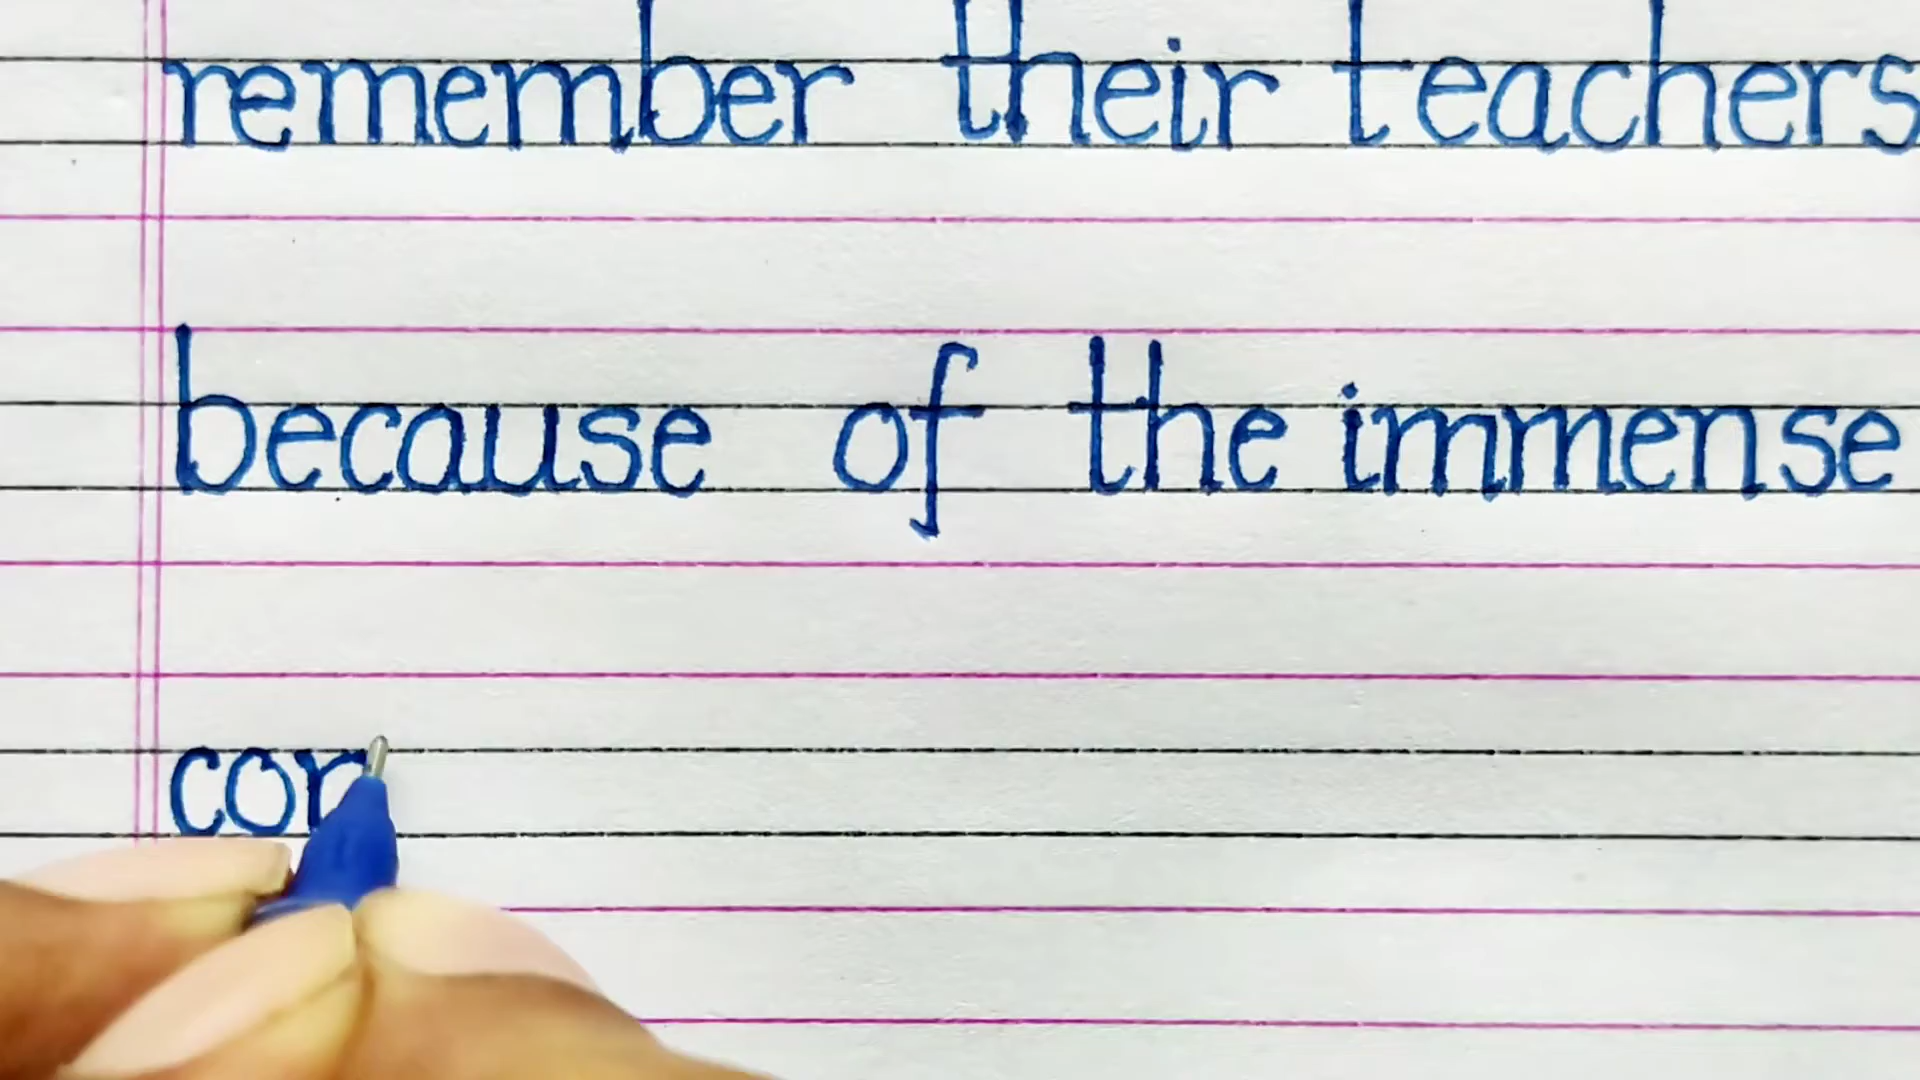 remember their teachers
because of the immense